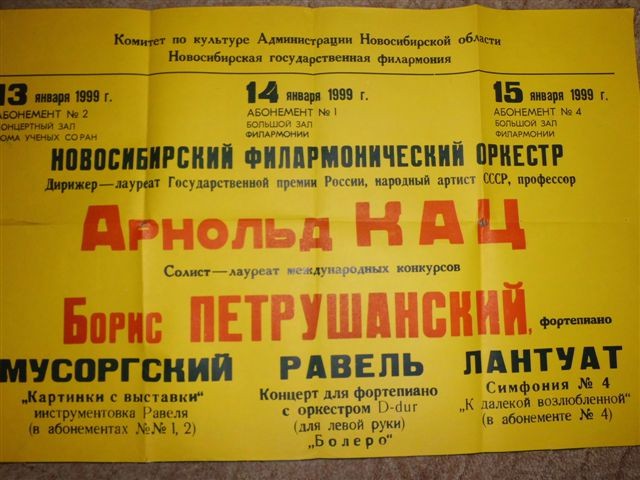 Комитет по культуре Администрации Новосибирской области
Новосибирская государственная филармония
13 января 1999 г.
АБОНЕМЕНТ № 2
КОНЦЕРТНЫЙ ЗАЛ
ДОМА УЧЕНЫХ СО РАН
14 января 1999 г.
АБОНЕМЕНТ № 1
БОЛЬШОЙ ЗАЛ
ФИЛАРМОНИИ
15 января 1999 г.
АБОНЕМЕНТ № 4
БОЛЬШОЙ ЗАЛ
ФИЛАРМОНИИ
НОВОСИБИРСКИЙ ФИЛАРМОНИЧЕСКИЙ ОРКЕСТР
Дирижер—лауреат Государственной премии России, народный артист СССР, профессор
АРНОЛЬД КАЦ
Солист—лауреат международных конкурсов
БОРИС ПЕТРУШАНСКИЙ, фортепиано
МУСОРГСКИЙ
„Картинки с выставки“
инструментовка Равеля
(в абонементах №№ 1, 2)
РАВЕЛЬ
Концерт для фортепиано
с оркестром D-dur
(для левой руки)
„Болеро“
ЛАНТУАТ
Симфония № 4
„К далекой возлюбленной“
(в абонементе № 4)